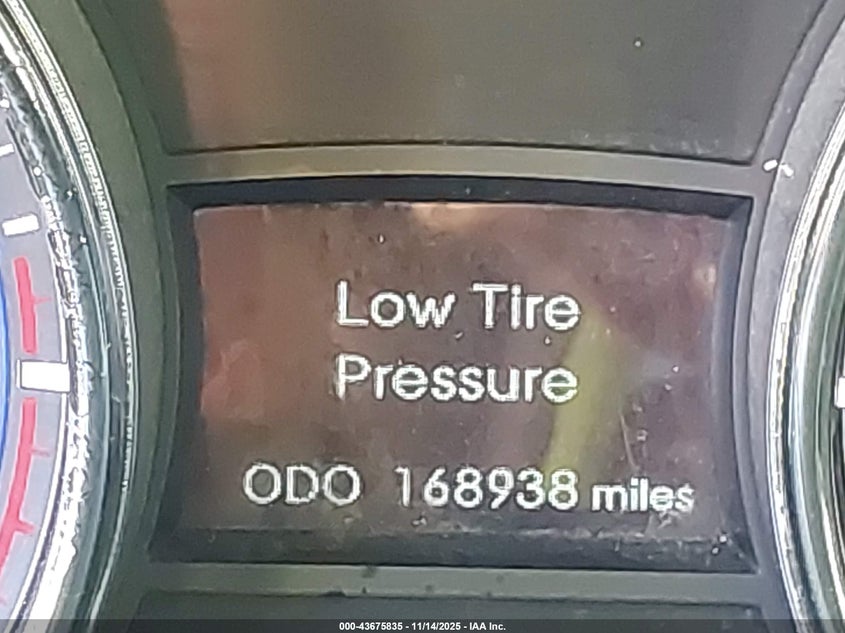 Low Tire
Pressure
ODO 168938 miles
000-43675835 - 11/14/2025 - IAA Inc.